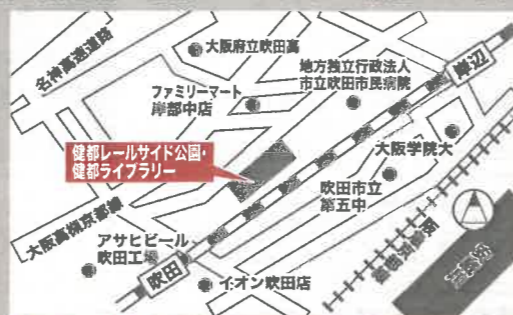 名神高速道路
大阪府立吹田高
地方独立行政法人
市立吹田市民病院
岸辺
ファミリーマート
岸部中店
健都レールサイド公園・
健都ライブラリー
大阪学院大
吹田市立
第五中
大阪高槻京都線
アサヒビール
吹田工場
吹田
イオン吹田店